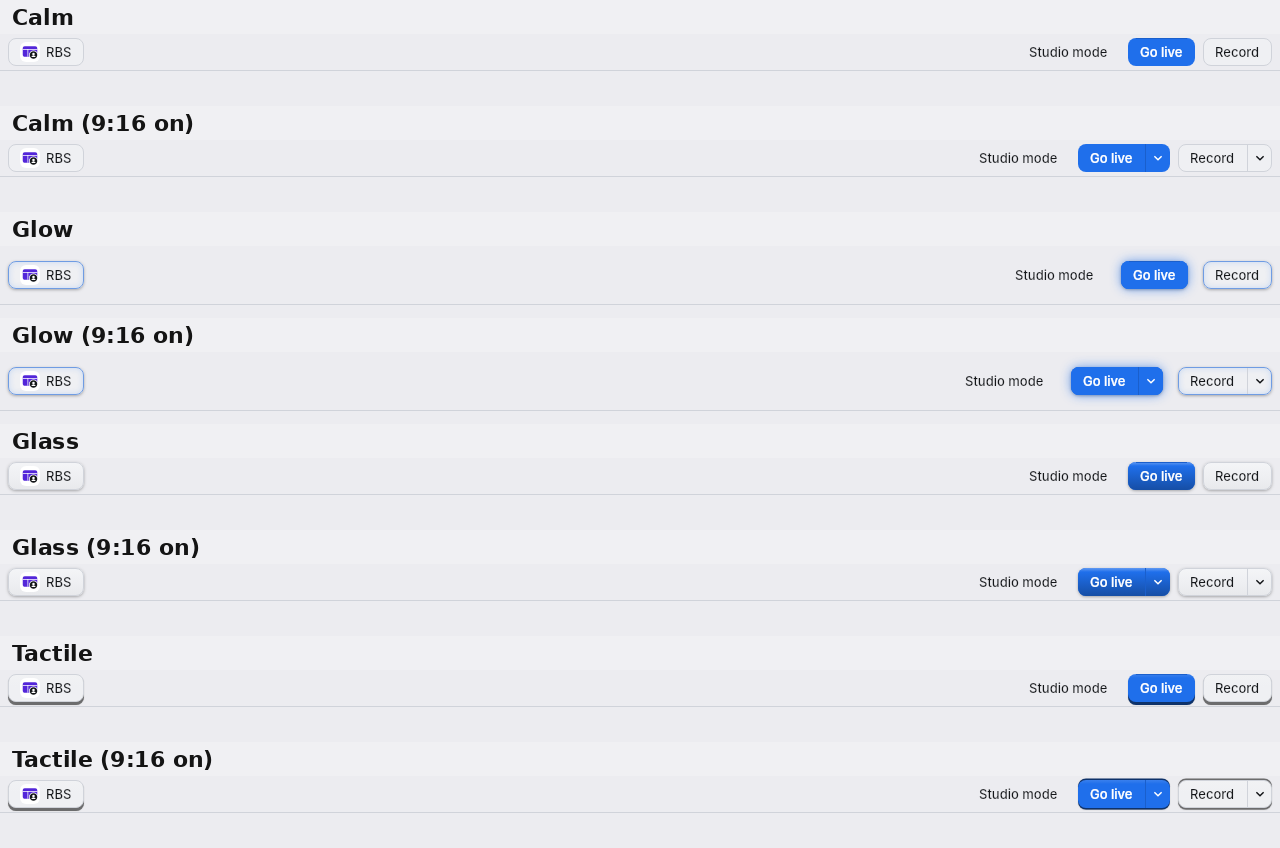 Calm
RBS Studio mode Go live Record
Calm (9:16 on)
RBS Studio mode Go live Record
Glow
RBS Studio mode Go live Record
Glow (9:16 on)
RBS Studio mode Go live Record
Glass
RBS Studio mode Go live Record
Glass (9:16 on)
RBS Studio mode Go live Record
Tactile
RBS Studio mode Go live Record
Tactile (9:16 on)
RBS Studio mode Go live Record